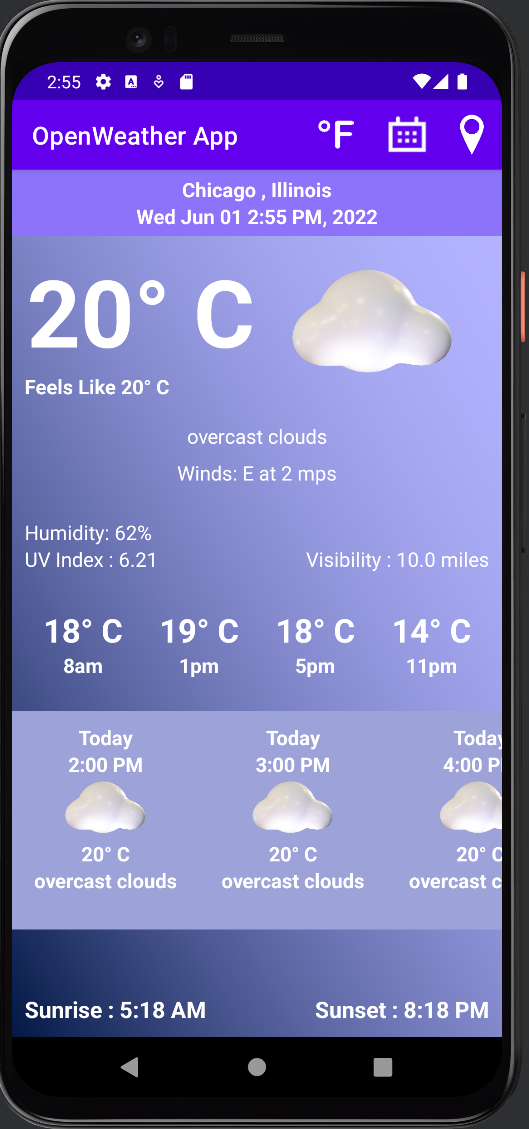 2:55
OpenWeather App °F
Chicago , Illinois
Wed Jun 01 2:55 PM, 2022
20° C
Feels Like 20° C
overcast clouds
Winds: E at 2 mps
Humidity: 62%
UV Index : 6.21 Visibility : 10.0 miles
18° C 19° C 18° C 14° C
8am 1pm 5pm 11pm
Today Today Today
2:00 PM 3:00 PM 4:00 P
20° C 20° C 20° C
overcast clouds overcast clouds overcast c
Sunrise : 5:18 AM Sunset : 8:18 PM